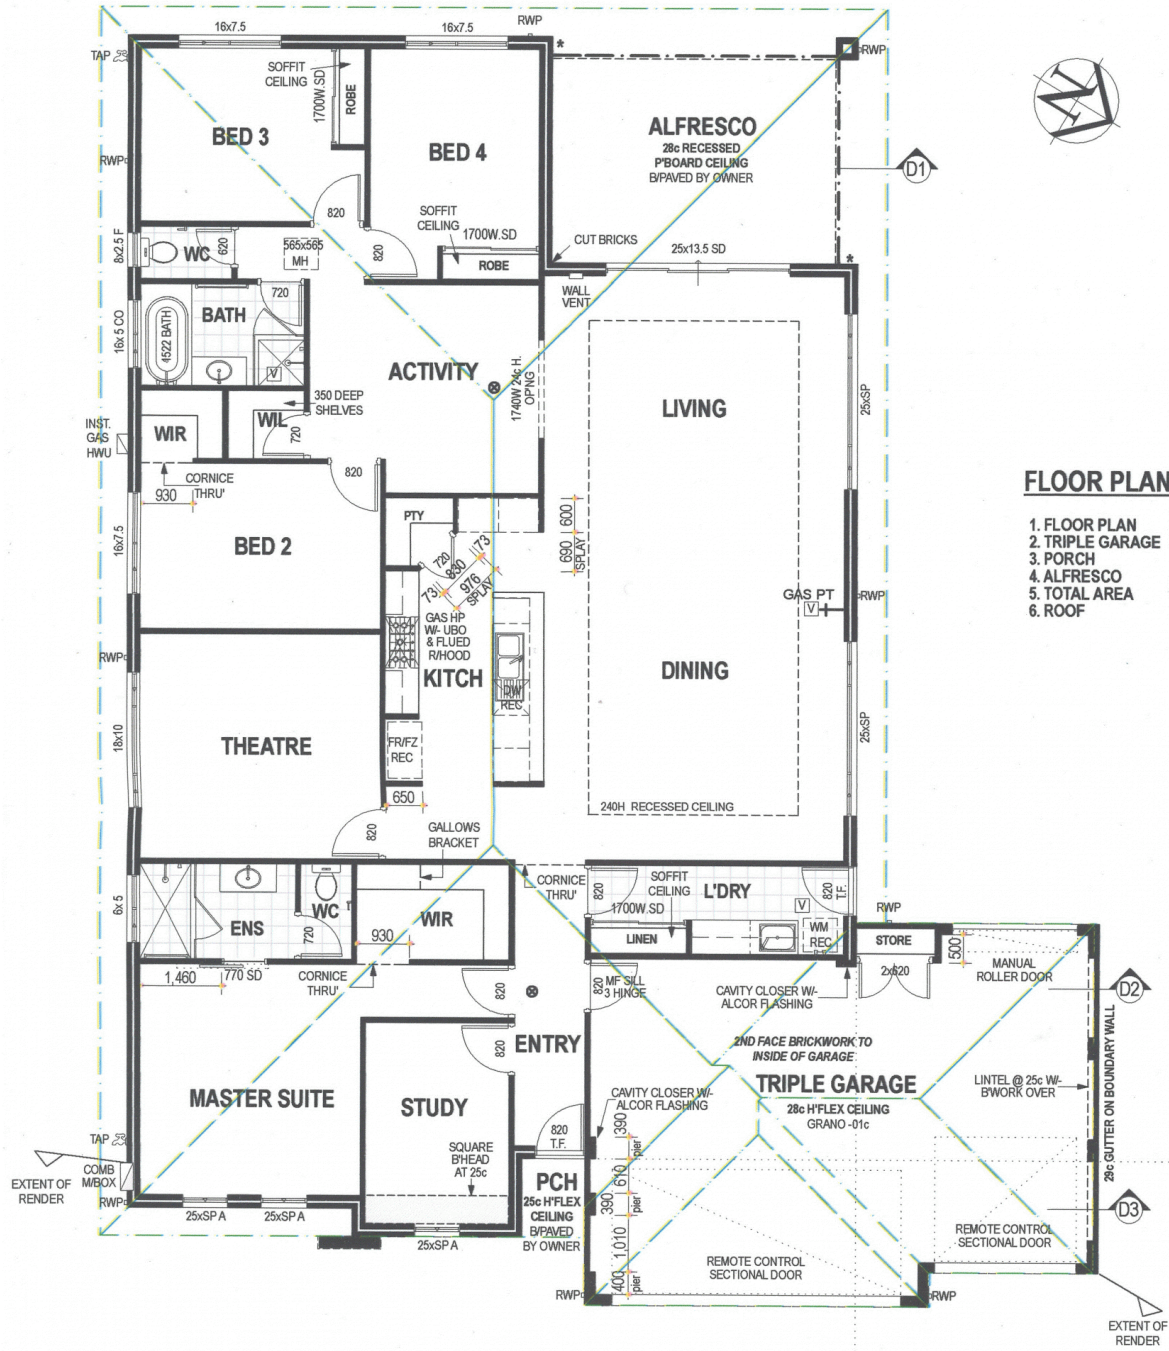 16x7.5
16x7.5
RWP
TAP
SOFFIT
CEILING
1700W.SD
ROBE
*
RWP
BED 3
BED 4
ALFRESCO
28c RECESSED
P'BOARD CEILING
B/PAVED BY OWNER
D1
N
RWP
820
SOFFIT
CEILING
1700W.SD
ROBE
820
CUT BRICKS
25x13.5 SD
*
6x2.5 F
WC
620
565x565
MH
WALL
VENT
720
BATH
4522 BATH
16x 5 CO
V
ACTIVITY
1740W 24c H.
OP'NG
LIVING
25xSP
350 DEEP
SHELVES
WIR
WIL
720
INST.
GAS
HWU
CORNICE
THRU'
930
820
FLOOR PLAN
1. FLOOR PLAN
2. TRIPLE GARAGE
3. PORCH
4. ALFRESCO
5. TOTAL AREA
6. ROOF
BED 2
16x7.5
PTY
720
73
830
976
SPLAY
73
600
690
SPLAY
GAS HP
W/- UBO
& FLUED
R/HOOD
KITCH
DW
REC
GAS PT
V
RWP
RWP
DINING
25xSP
THEATRE
18x10
FR/FZ
REC
650
820
240H RECESSED CEILING
GALLOWS
BRACKET
CORNICE
THRU'
820
SOFFIT
CEILING
L'DRY
820
T.F.
1700W.SD
V
WM
REC
LINEN
RWP
6x 5
ENS
WC
720
WIR
930
1,460
770 SD
CORNICE
THRU'
820
820
MF SILL
3 HINGE
STORE
2x620
500
MANUAL
ROLLER DOOR
D2
CAVITY CLOSER W/-
ALCOR FLASHING
ENTRY
820
2ND FACE BRICKWORK TO
INSIDE OF GARAGE
TRIPLE GARAGE
28c H'FLEX CEILING
GRANO -01c
LINTEL @ 25c W/-
B'WORK OVER
29c GUTTER ON BOUNDARY WALL
MASTER SUITE
STUDY
CAVITY CLOSER W/-
ALCOR FLASHING
TAP
COMB
M/BOX
EXTENT OF
RENDER
RWP
SQUARE
B'HEAD
AT 25c
820
T.F.
PCH
25c H'FLEX
CEILING
B/PAVED
BY OWNER
390
610
390
pier
1,010
400
pier
25xSP A
25xSP A
25xSP A
REMOTE CONTROL
SECTIONAL DOOR
REMOTE CONTROL
SECTIONAL DOOR
D3
RWP
RWP
EXTENT OF
RENDER